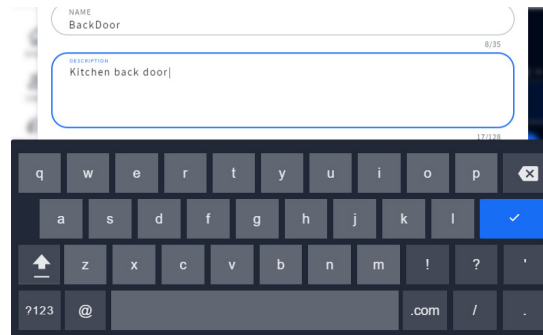 NAME
BackDoor
8/35
DESCRIPTION
Kitchen back door
17/128
q w e r t y u i o p
a s d f g h j k l
z x c v b n m ! ? '
?123 @ .com / .